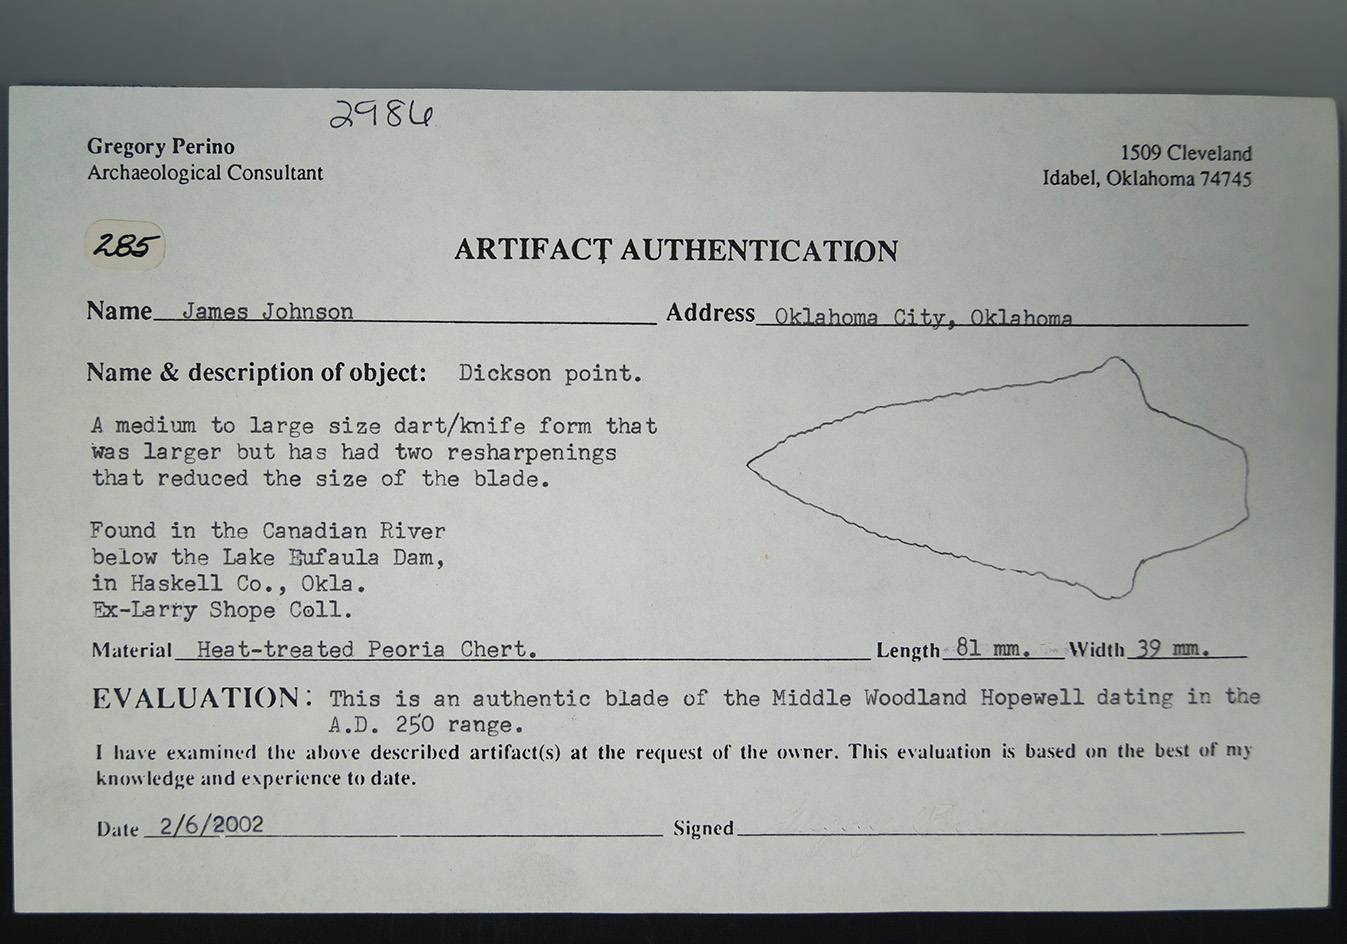 2986
Gregory Perino
Archaeological Consultant
1509 Cleveland
Idabel, Oklahoma 74745
285
ARTIFACT AUTHENTICATION
Name James Johnson Address Oklahoma City, Oklahoma
Name & description of object: Dickson point.
A medium to large size dart/knife form that
was larger but has had two resharpenings
that reduced the size of the blade.
Found in the Canadian River
below the Lake Eufaula Dam,
in Haskell Co., Okla.
Ex-Larry Shope Coll.
Material Heat-treated Peoria Chert. Length 81 mm. Width 39 mm.
EVALUATION: This is an authentic blade of the Middle Woodland Hopewell dating in the
A.D. 250 range.
I have examined the above described artifact(s) at the request of the owner. This evaluation is based on the best of my
knowledge and experience to date.
Date 2/6/2002 Signed